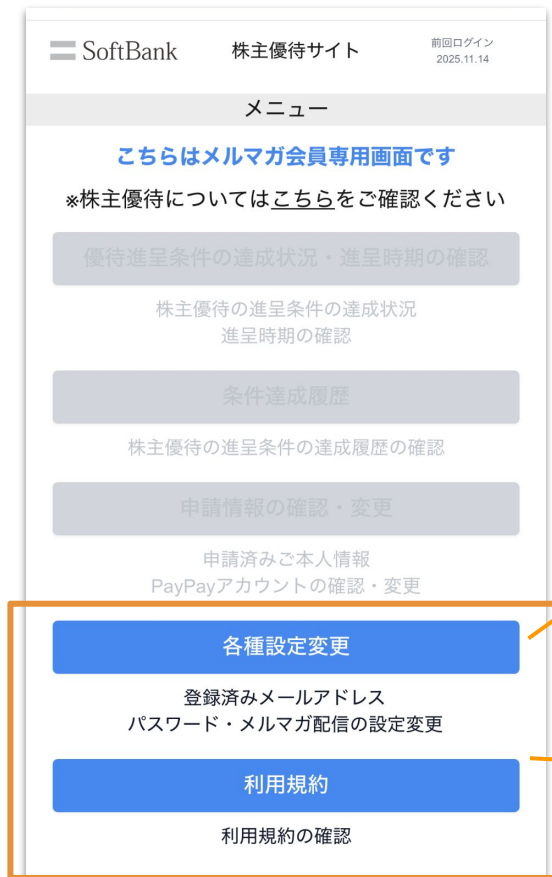 SoftBank 株主優待サイト 前回ログイン
2025.11.14
メニュー
こちらはメルマガ会員専用画面です
※株主優待についてはこちらをご確認ください
優待進呈条件の達成状況・進呈時期の確認
株主優待の進呈条件の達成状況
進呈時期の確認
条件達成履歴
株主優待の進呈条件の達成履歴の確認
申請情報の確認・変更
申請済みご本人情報
PayPayアカウントの確認・変更
各種設定変更
登録済みメールアドレス
パスワード・メルマガ配信の設定変更
利用規約
利用規約の確認